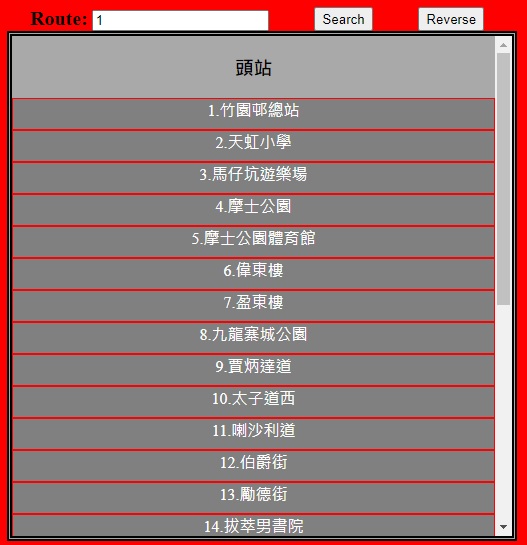 Route: 1 Search Reverse
頭站
1.竹園邨總站
2.天虹小學
3.馬仔坑遊樂場
4.摩士公園
5.摩士公園體育館
6.偉東樓
7.盈東樓
8.九龍寨城公園
9.賈炳達道
10.太子道西
11.喇沙利道
12.伯爵街
13.勵德街
14.拔萃男書院